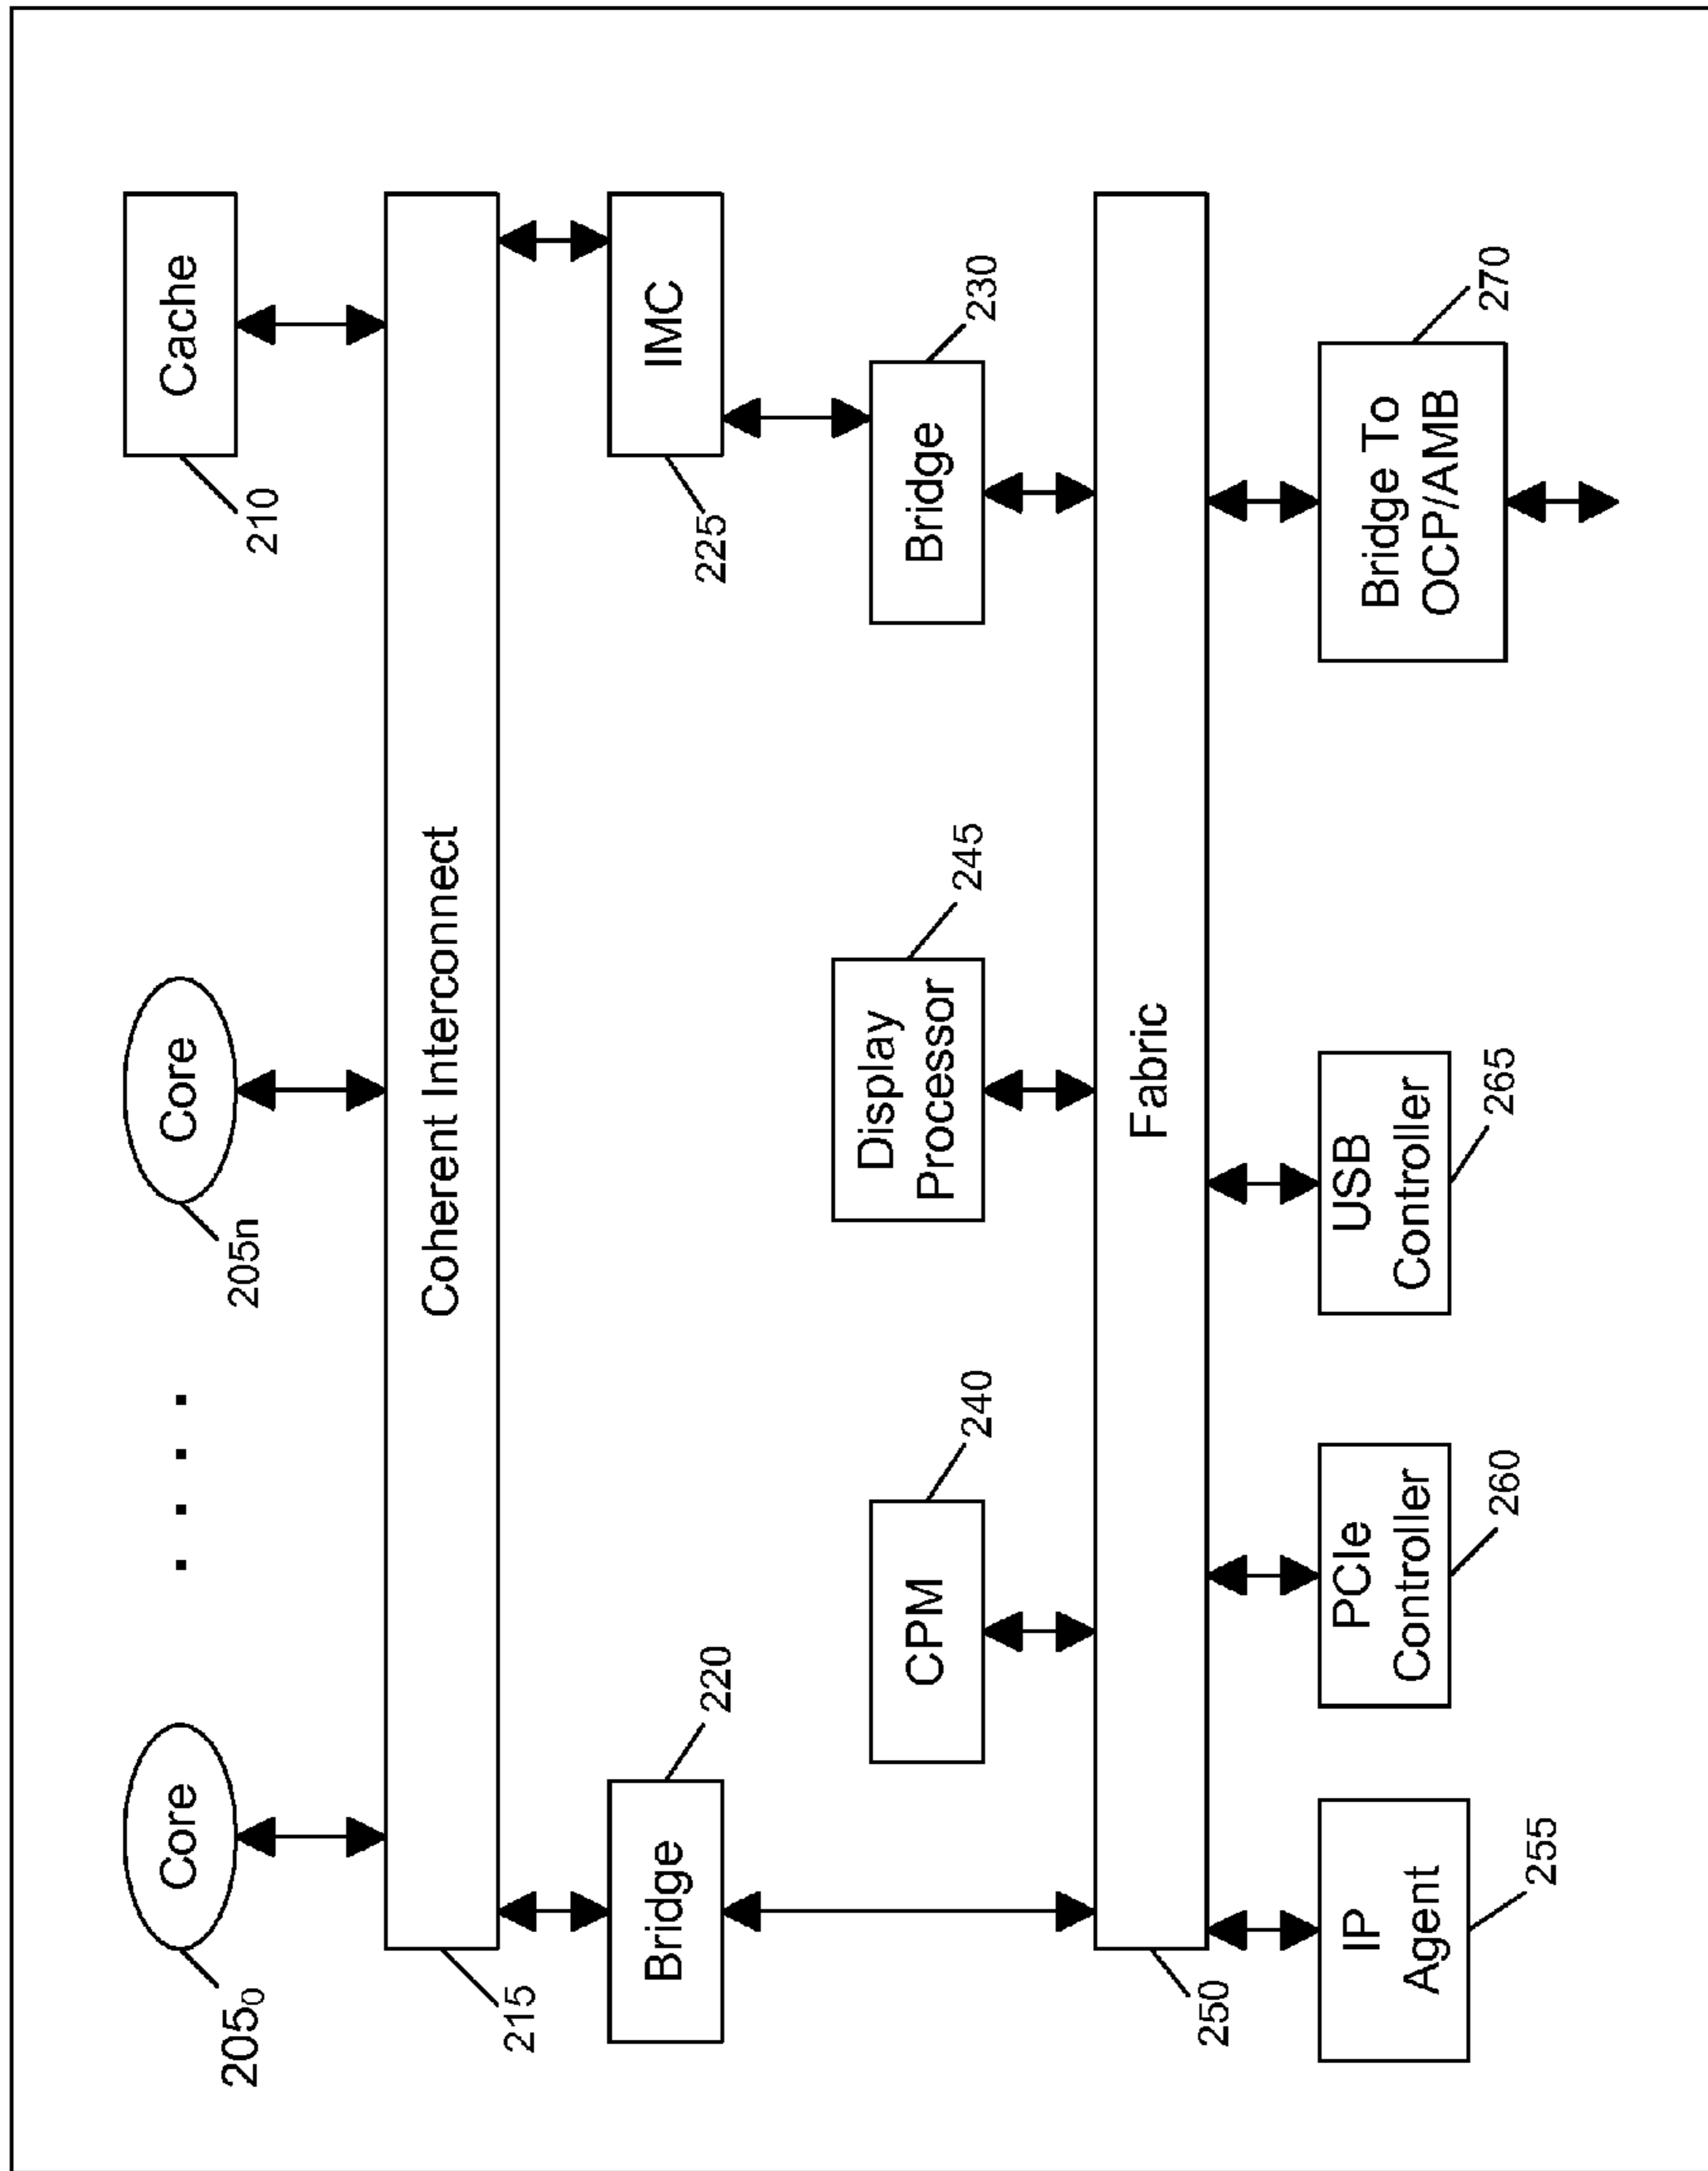 Core
Core
Cache
205₀
205n
210
Coherent Interconnect
215
Bridge
220
IMC
225
Bridge
230
CPM
240
Display
Processor
245
Fabric
250
IP
Agent
255
PCIe
Controller
260
USB
Controller
265
Bridge To
OCP/AMB
270